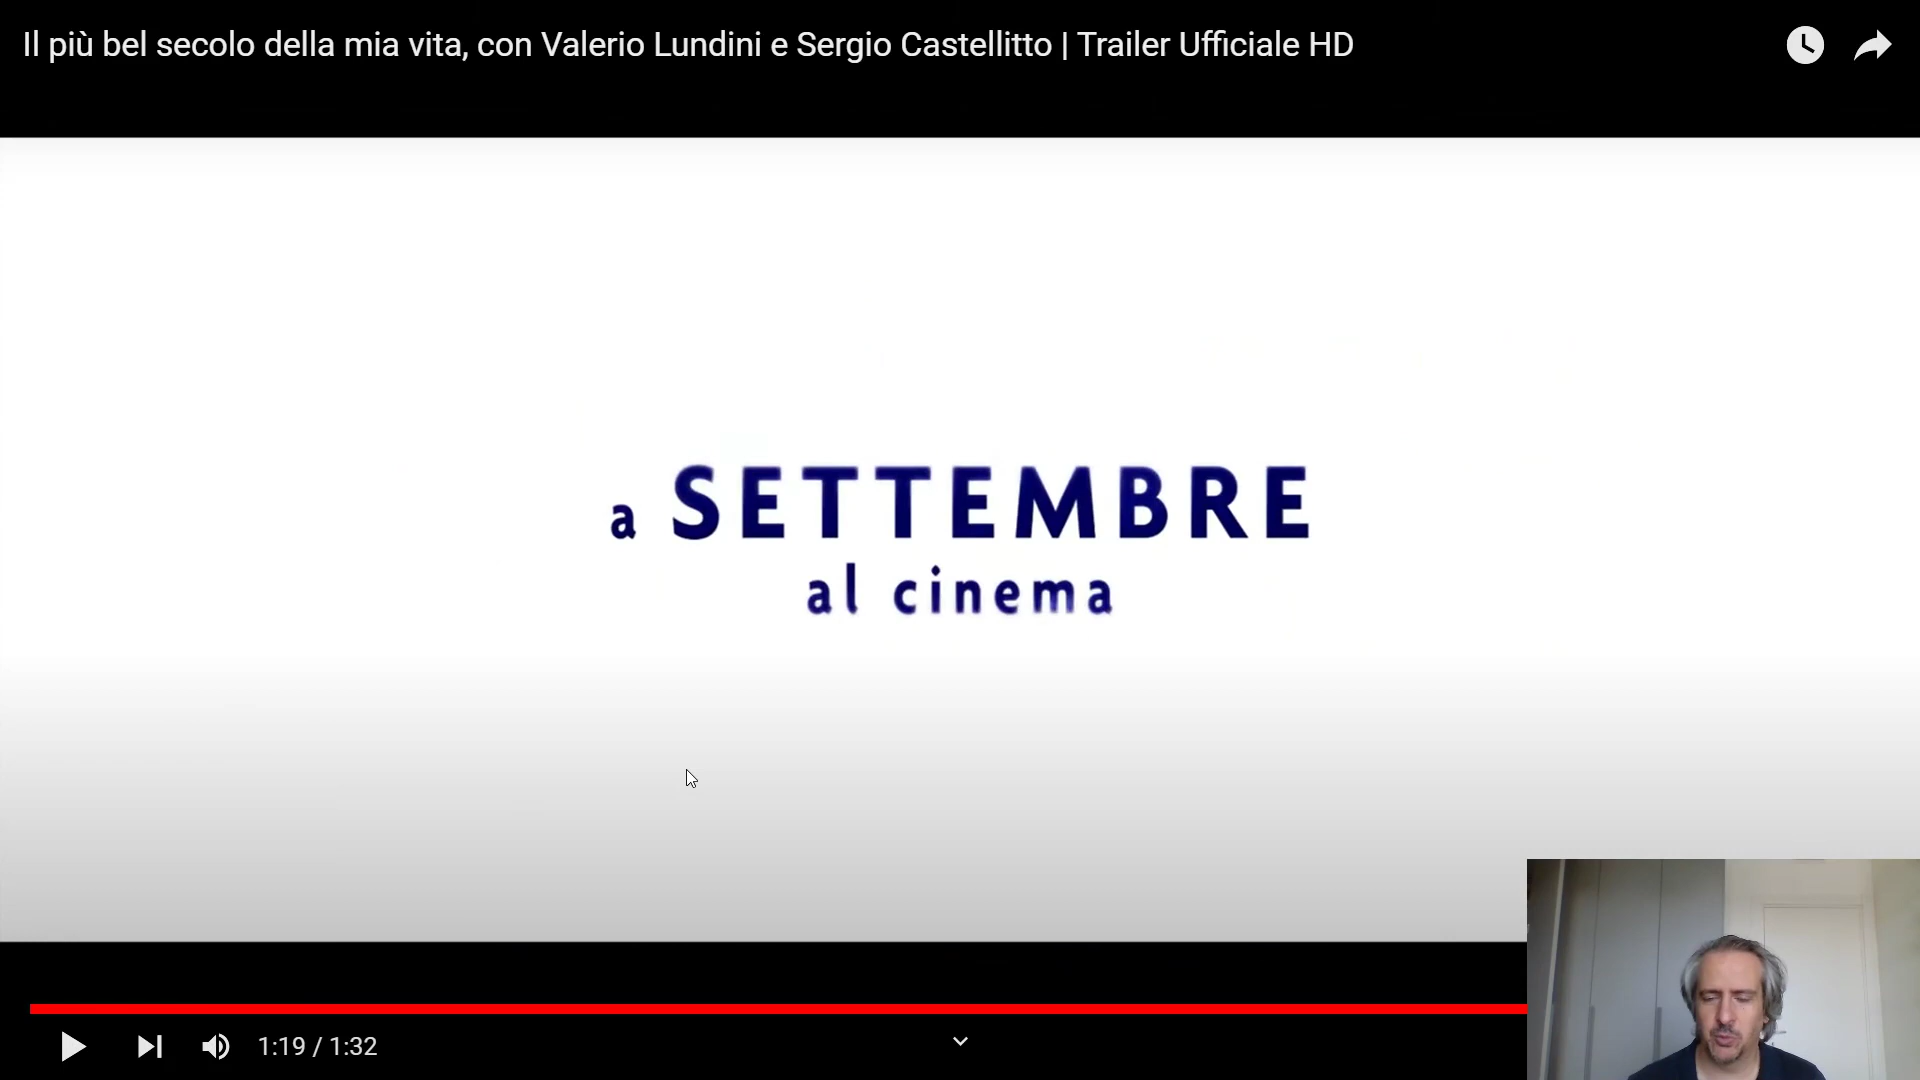 Il più bel secolo della mia vita, con Valerio Lundini e Sergio Castellitto | Trailer Ufficiale HD
a SETTEMBRE
al cinema
1:19 / 1:32